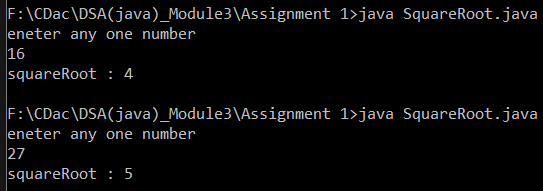 F:\CDac\DSA(java)_Module3\Assignment 1>java SquareRoot.java
eneter any one number
16
squareRoot : 4
F:\CDac\DSA(java)_Module3\Assignment 1>java SquareRoot.java
eneter any one number
27
squareRoot : 5